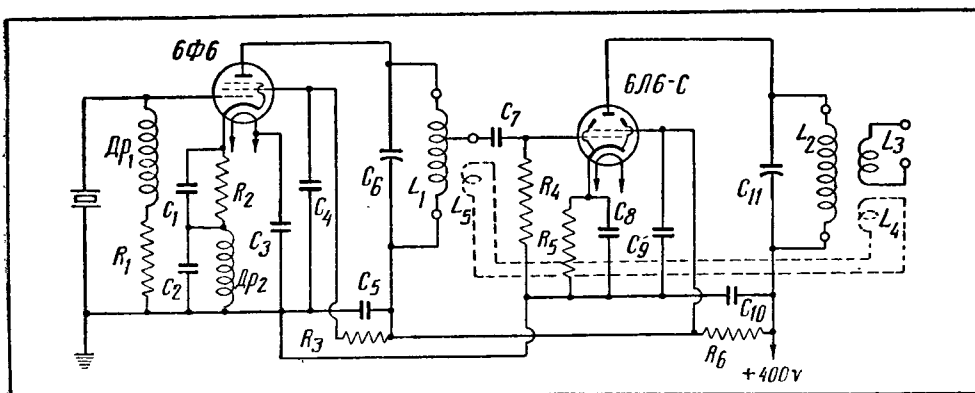 6Ф6
6Л6-С
Др₁
R₁
C₁
C₂
R₂
Др₂
C₃
C₄
C₅
R₃
C₆
L₁
L₅
C₇
R₄
R₅
C₈
C₉
C₁₀
R₆
C₁₁
L₂
L₃
L₄
+400v